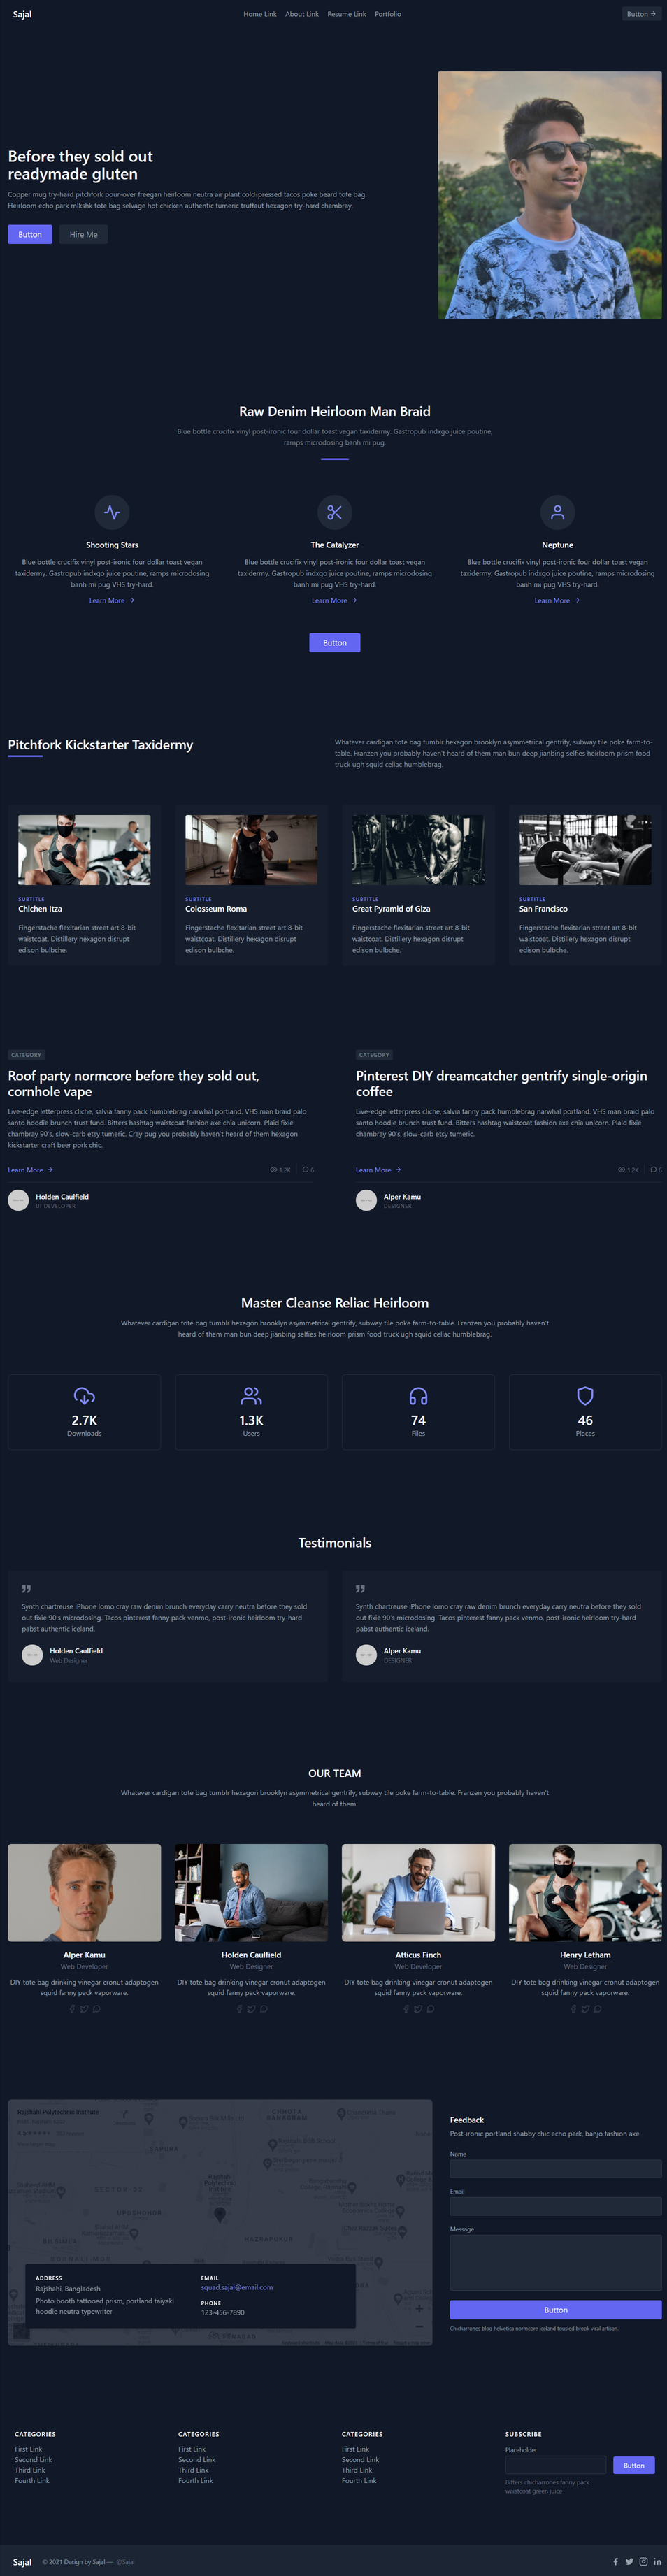 Sajal
Home Link About Link Resume Link Portfolio
Button
Before they sold out
readymade gluten
Copper mug try-hard pitchfork pour-over freegan heirloom neutra air plant cold-pressed tacos poke beard tote bag.
Heirloom echo park mlkshk tote bag selvage hot chicken authentic tumeric truffaut hexagon try-hard chambray.
Button Hire Me
Raw Denim Heirloom Man Braid
Blue bottle crucifix vinyl post-ironic four dollar toast vegan taxidermy. Gastropub indxgo juice poutine,
ramps microdosing banh mi pug.
Shooting Stars
Blue bottle crucifix vinyl post-ironic four dollar toast vegan
taxidermy. Gastropub indxgo juice poutine, ramps microdosing
banh mi pug VHS try-hard.
Learn More
The Catalyzer
Blue bottle crucifix vinyl post-ironic four dollar toast vegan
taxidermy. Gastropub indxgo juice poutine, ramps microdosing
banh mi pug VHS try-hard.
Learn More
Neptune
Blue bottle crucifix vinyl post-ironic four dollar toast vegan
taxidermy. Gastropub indxgo juice poutine, ramps microdosing
banh mi pug VHS try-hard.
Learn More
Button
Pitchfork Kickstarter Taxidermy
Whatever cardigan tote bag tumblr hexagon brooklyn asymmetrical gentrify, subway tile poke farm-to-
table. Franzen you probably haven't heard of them man bun deep jianbing selfies heirloom prism food
truck ugh squid celiac humblebrag.
SUBTITLE
Chichen Itza
Fingerstache flexitarian street art 8-bit
waistcoat. Distillery hexagon disrupt
edison bulbche.
SUBTITLE
Colosseum Roma
Fingerstache flexitarian street art 8-bit
waistcoat. Distillery hexagon disrupt
edison bulbche.
SUBTITLE
Great Pyramid of Giza
Fingerstache flexitarian street art 8-bit
waistcoat. Distillery hexagon disrupt
edison bulbche.
SUBTITLE
San Francisco
Fingerstache flexitarian street art 8-bit
waistcoat. Distillery hexagon disrupt
edison bulbche.
CATEGORY
Roof party normcore before they sold out,
cornhole vape
Live-edge letterpress cliche, salvia fanny pack humblebrag narwhal portland. VHS man braid palo
santo hoodie brunch trust fund. Bitters hashtag waistcoat fashion axe chia unicorn. Plaid fixie
chambray 90's, slow-carb etsy tumeric. Cray pug you probably haven't heard of them hexagon
kickstarter craft beer pork chic.
Learn More 1.2K 6
Holden Caulfield
UI DEVELOPER
CATEGORY
Pinterest DIY dreamcatcher gentrify single-origin
coffee
Live-edge letterpress cliche, salvia fanny pack humblebrag narwhal portland. VHS man braid palo
santo hoodie brunch trust fund. Bitters hashtag waistcoat fashion axe chia unicorn. Plaid fixie
chambray 90's, slow-carb etsy tumeric.
Learn More 1.2K 6
Alper Kamu
DESIGNER
Master Cleanse Reliac Heirloom
Whatever cardigan tote bag tumblr hexagon brooklyn asymmetrical gentrify, subway tile poke farm-to-table. Franzen you probably haven't
heard of them man bun deep jianbing selfies heirloom prism food truck ugh squid celiac humblebrag.
2.7K
Downloads
1.3K
Users
74
Files
46
Places
Testimonials
Synth chartreuse iPhone lomo cray raw denim brunch everyday carry neutra before they sold
out fixie 90's microdosing. Tacos pinterest fanny pack venmo, post-ironic heirloom try-hard
pabst authentic iceland.
Holden Caulfield
Web Designer
Synth chartreuse iPhone lomo cray raw denim brunch everyday carry neutra before they sold
out fixie 90's microdosing. Tacos pinterest fanny pack venmo, post-ironic heirloom try-hard
pabst authentic iceland.
Alper Kamu
DESIGNER
OUR TEAM
Whatever cardigan tote bag tumblr hexagon brooklyn asymmetrical gentrify, subway tile poke farm-to-table. Franzen you probably haven't
heard of them.
Alper Kamu
Web Developer
DIY tote bag drinking vinegar cronut adaptogen
squid fanny pack vaporware.
Holden Caulfield
Web Designer
DIY tote bag drinking vinegar cronut adaptogen
squid fanny pack vaporware.
Atticus Finch
Web Developer
DIY tote bag drinking vinegar cronut adaptogen
squid fanny pack vaporware.
Henry Letham
Web Designer
DIY tote bag drinking vinegar cronut adaptogen
squid fanny pack vaporware.
Rajshahi Polytechnic Institute
4.3
CHHOTA
BANAGRAM
SAPURA
SECTOR-2
UPOSHOHUR
Rajshahi
Polytechnic
Institute
HAZRAPUKUR
ADDRESS
Rajshahi, Bangladesh
Photo booth tattooed prism, portland taiyaki
hoodie neutra typewriter
EMAIL
squad.sajal@email.com
PHONE
123-456-7890
Feedback
Post-ironic portland shabby chic echo park, banjo fashion axe
Name
Email
Message
Button
Chicharrones blog helvetica normcore iceland tousled brook viral artisan.
CATEGORIES
First Link
Second Link
Third Link
Fourth Link
CATEGORIES
First Link
Second Link
Third Link
Fourth Link
CATEGORIES
First Link
Second Link
Third Link
Fourth Link
SUBSCRIBE
Placeholder
Button
Bitters chicharrones fanny pack
waistcoat green juice
Sajal © 2021 Design by Sajal — @Sajal